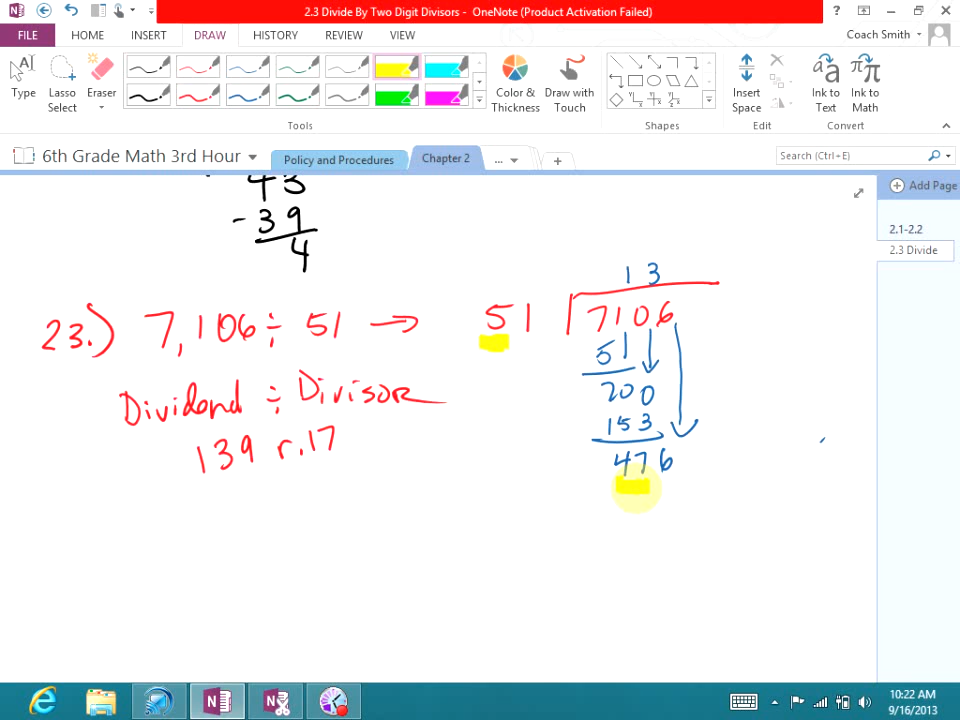 2.3 Divide By Two Digit Divisors - OneNote (Product Activation Failed)
FILE HOME INSERT DRAW HISTORY REVIEW VIEW Coach Smith
Type Lasso Select Eraser Color & Thickness Draw with Touch Insert Space Ink to Text Ink to Math
Tools Shapes Edit Convert
6th Grade Math 3rd Hour Policy and Procedures Chapter 2 ... Search (Ctrl+E)
Add Page
2.1-2.2
2.3 Divide
43
- 39
4
13
23.) 7,106 ÷ 51 → 51 7106
51
Dividend ÷ Divisor
200
153
139 r.17
476
10:22 AM
9/16/2013